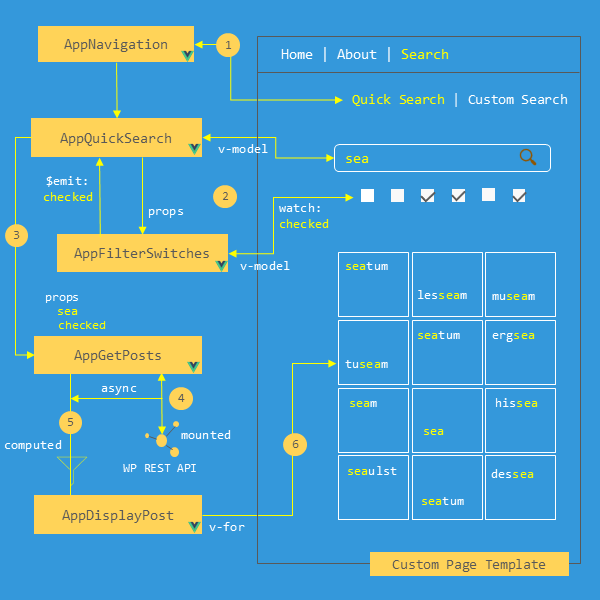 AppNavigation
1
Home | About | Search
Quick Search | Custom Search
AppQuickSearch
v-model
sea
$emit:
checked
props
2
watch:
checked
3
AppFilterSwitches
v-model
props
sea
checked
AppGetPosts
async
4
5
computed
mounted
WP REST API
AppDisplayPost
v-for
6
seatum
lesseam
museam
tuseam
seatum
ergsea
seam
sea
hissea
seaulst
seatum
dessea
Custom Page Template